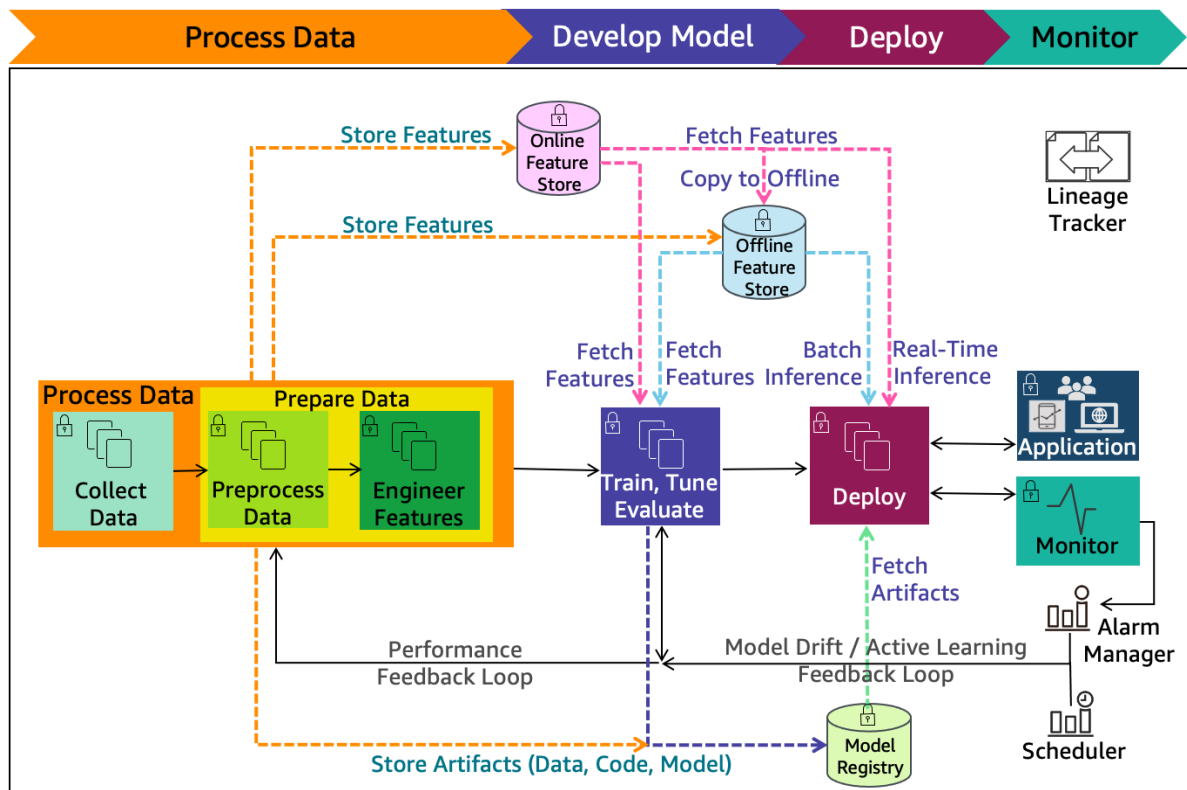 Process Data
Develop Model
Deploy
Monitor
Store Features
Online
Feature
Store
Fetch Features
Copy to Offline
Lineage
Tracker
Store Features
Offline
Feature
Store
Fetch
Features
Fetch
Features
Batch
Inference
Real-Time
Inference
Process Data
Prepare Data
Collect
Data
Preprocess
Data
Engineer
Features
Train, Tune
Evaluate
Deploy
Application
Monitor
Fetch
Artifacts
Alarm
Manager
Performance
Feedback Loop
Model Drift / Active Learning
Feedback Loop
Scheduler
Model
Registry
Store Artifacts (Data, Code, Model)